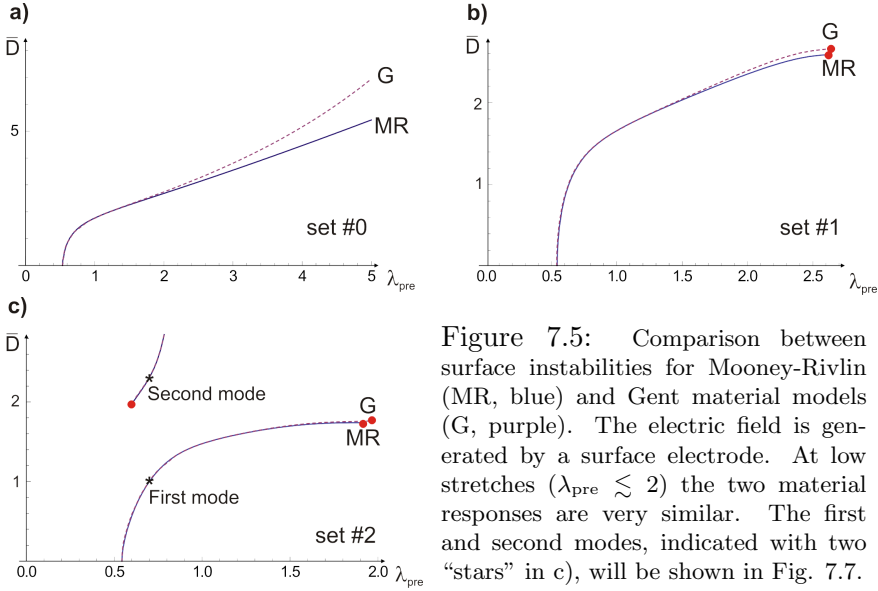 a)
D̅
G
MR
5
set #0
0
1
2
3
4
5
λpre
b)
D̅
G
MR
2
1
set #1
0.0
0.5
1.0
1.5
2.0
2.5
λpre
c)
D̅
2
Second mode
G
MR
1
First mode
set #2
0.0
0.5
1.0
1.5
2.0
λpre
Figure 7.5: Comparison between
surface instabilities for Mooney-Rivlin
(MR, blue) and Gent material models
(G, purple). The electric field is gen-
erated by a surface electrode. At low
stretches (λpre ≲ 2) the two material
responses are very similar. The first
and second modes, indicated with two
“stars” in c), will be shown in Fig. 7.7.